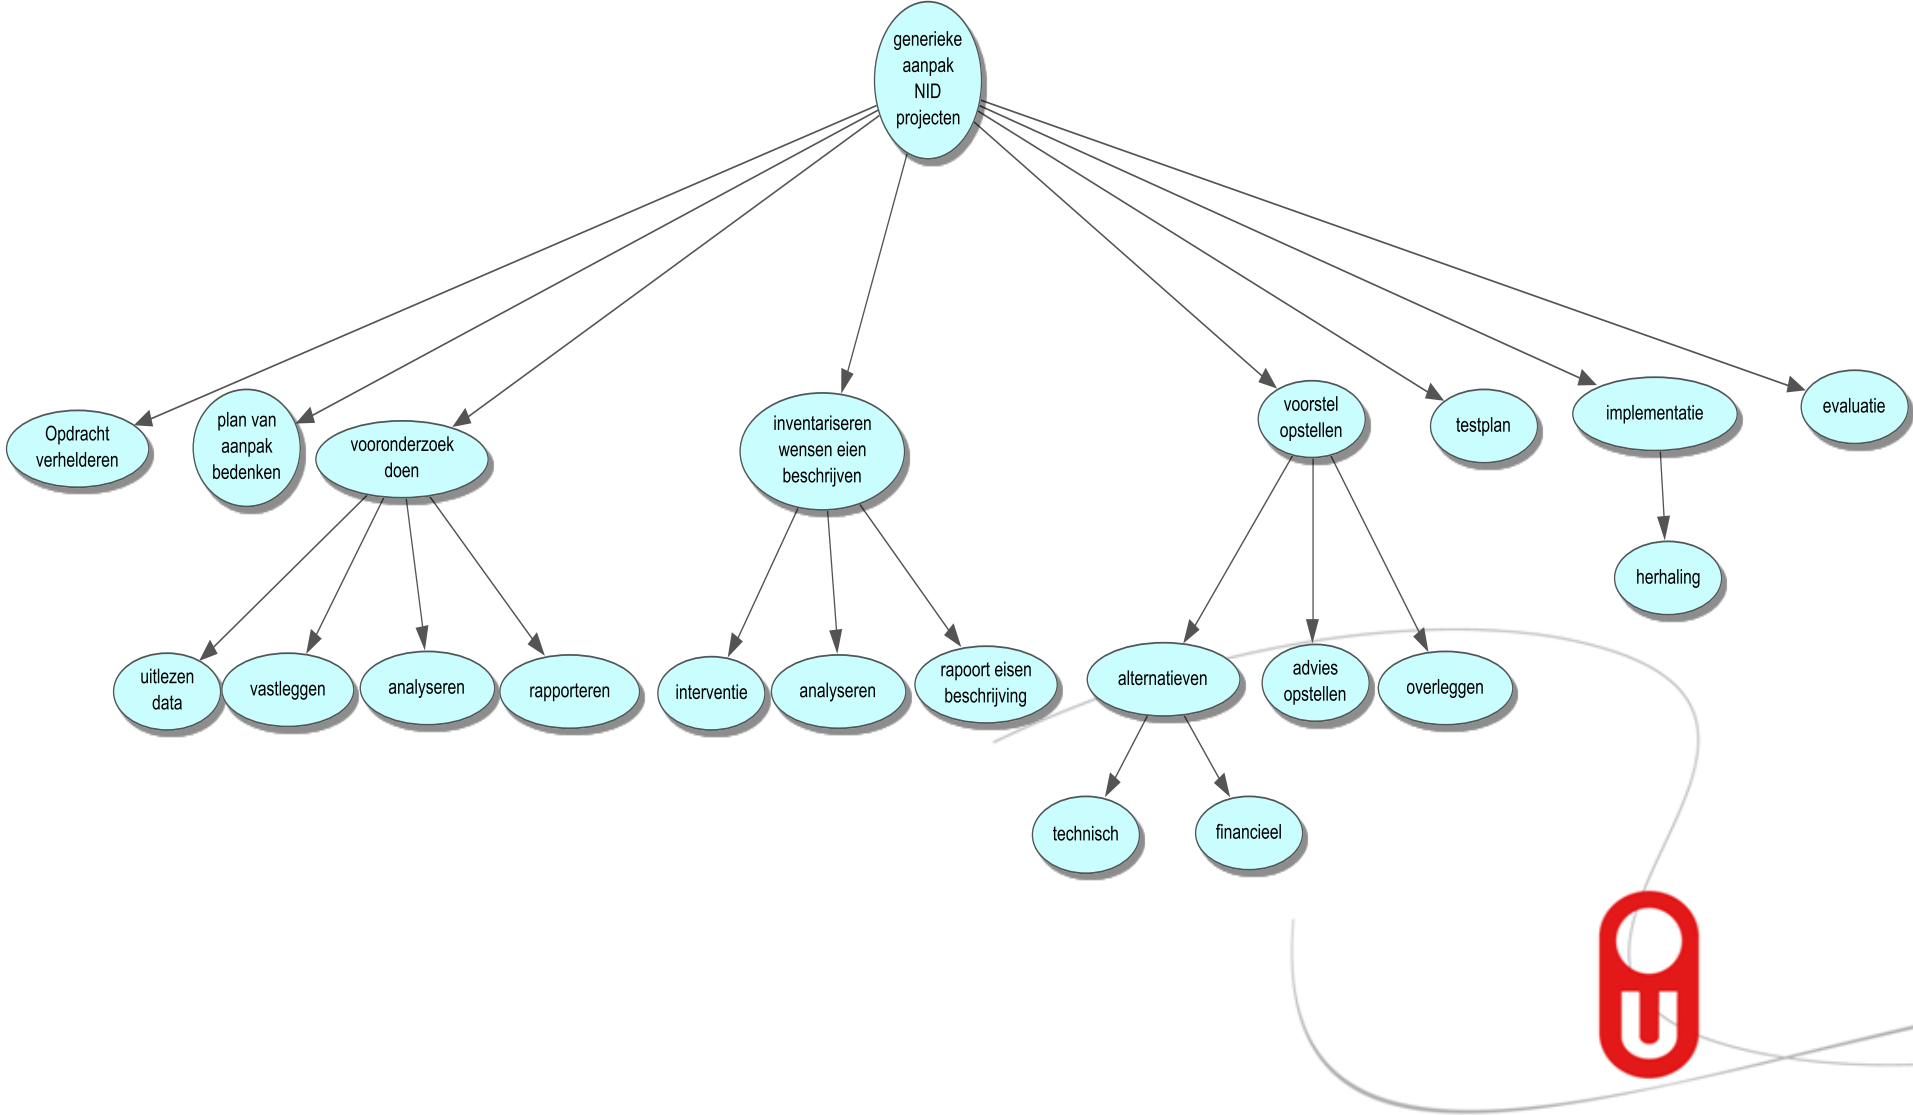 generieke
aanpak
NID
projecten
Opdracht
verhelderen
plan van
aanpak
bedenken
vooronderzoek
doen
inventariseren
wensen eien
beschrijven
voorstel
opstellen
testplan
implementatie
evaluatie
herhaling
uitlezen
data
vastleggen
analyseren
rapporteren
interventie
analyseren
rapoort eisen
beschrijving
alternatieven
advies
opstellen
overleggen
technisch
financieel